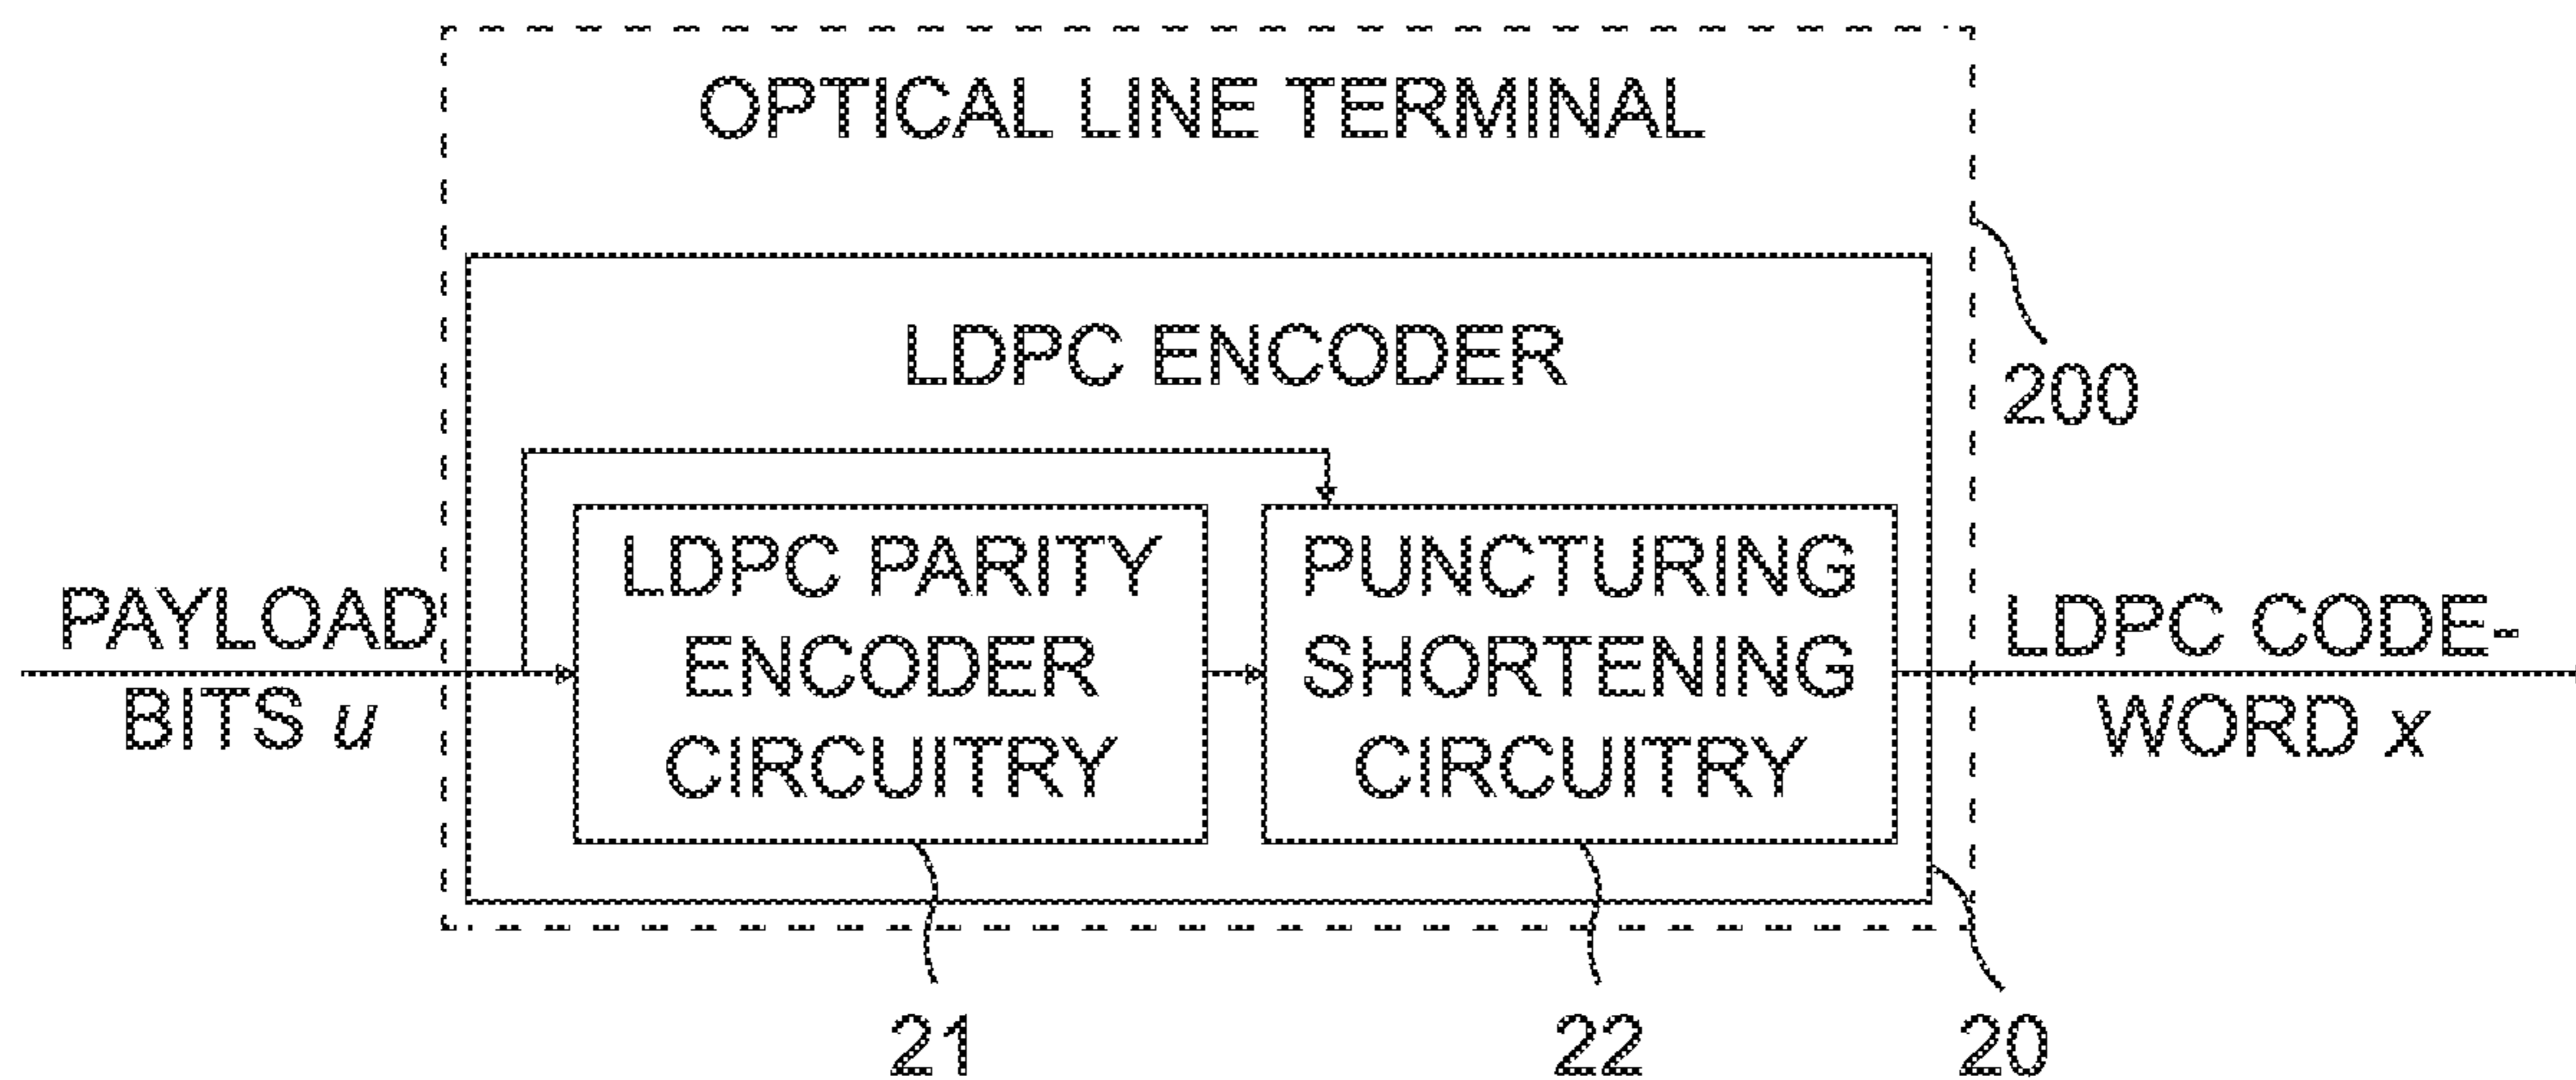 OPTICAL LINE TERMINAL
LDPC ENCODER
200
PAYLOAD
BITS u
LDPC PARITY
ENCODER
CIRCUITRY
PUNCTURING
SHORTENING
CIRCUITRY
LDPC CODE-
WORD x
21
22
20